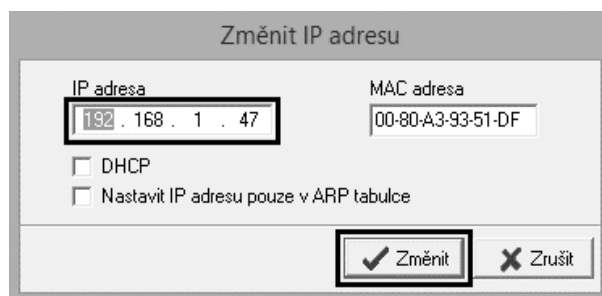 Změnit IP adresu
IP adresa MAC adresa
192 . 168 . 1 . 47 00-80-A3-93-51-DF
DHCP
Nastavit IP adresu pouze v ARP tabulce
Změnit Zrušit